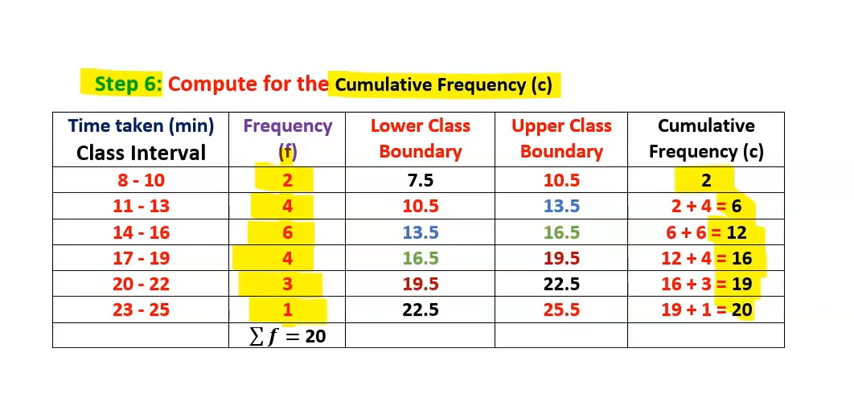 Step 6: Compute for the Cumulative Frequency (c)
Time taken (min) Frequency Lower Class Upper Class Cumulative
Class Interval (f) Boundary Boundary Frequency (c)
8 - 10 2 7.5 10.5 2
11 - 13 4 10.5 13.5 2 + 4 = 6
14 - 16 6 13.5 16.5 6 + 6 = 12
17 - 19 4 16.5 19.5 12 + 4 = 16
20 - 22 3 19.5 22.5 16 + 3 = 19
23 - 25 1 22.5 25.5 19 + 1 = 20
∑ f = 20